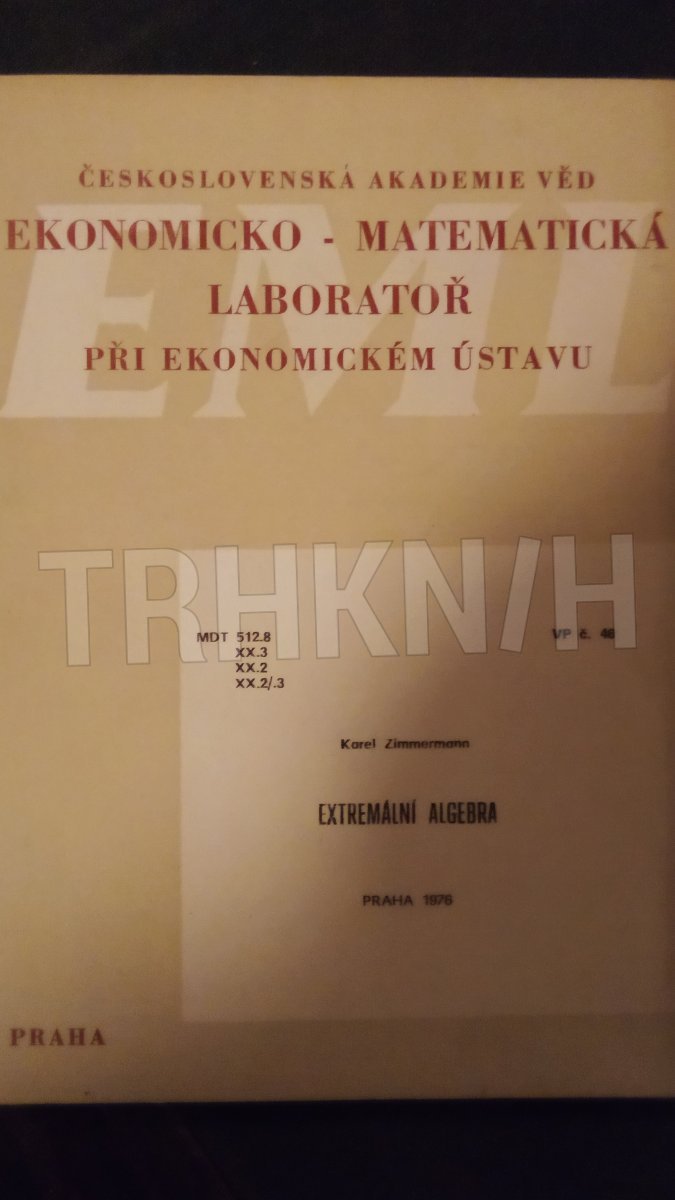 ČESKOSLOVENSKÁ AKADEMIE VĚD
EKONOMICKO - MATEMATICKÁ
LABORATOŘ
PŘI EKONOMICKÉM ÚSTAVU
EML
TRHKN/H
MDT 512.8
XX.3
XX.2
XX.2/.3
VP č. 46
Karel Zimmermann
EXTREMÁLNÍ ALGEBRA
PRAHA 1976
PRAHA